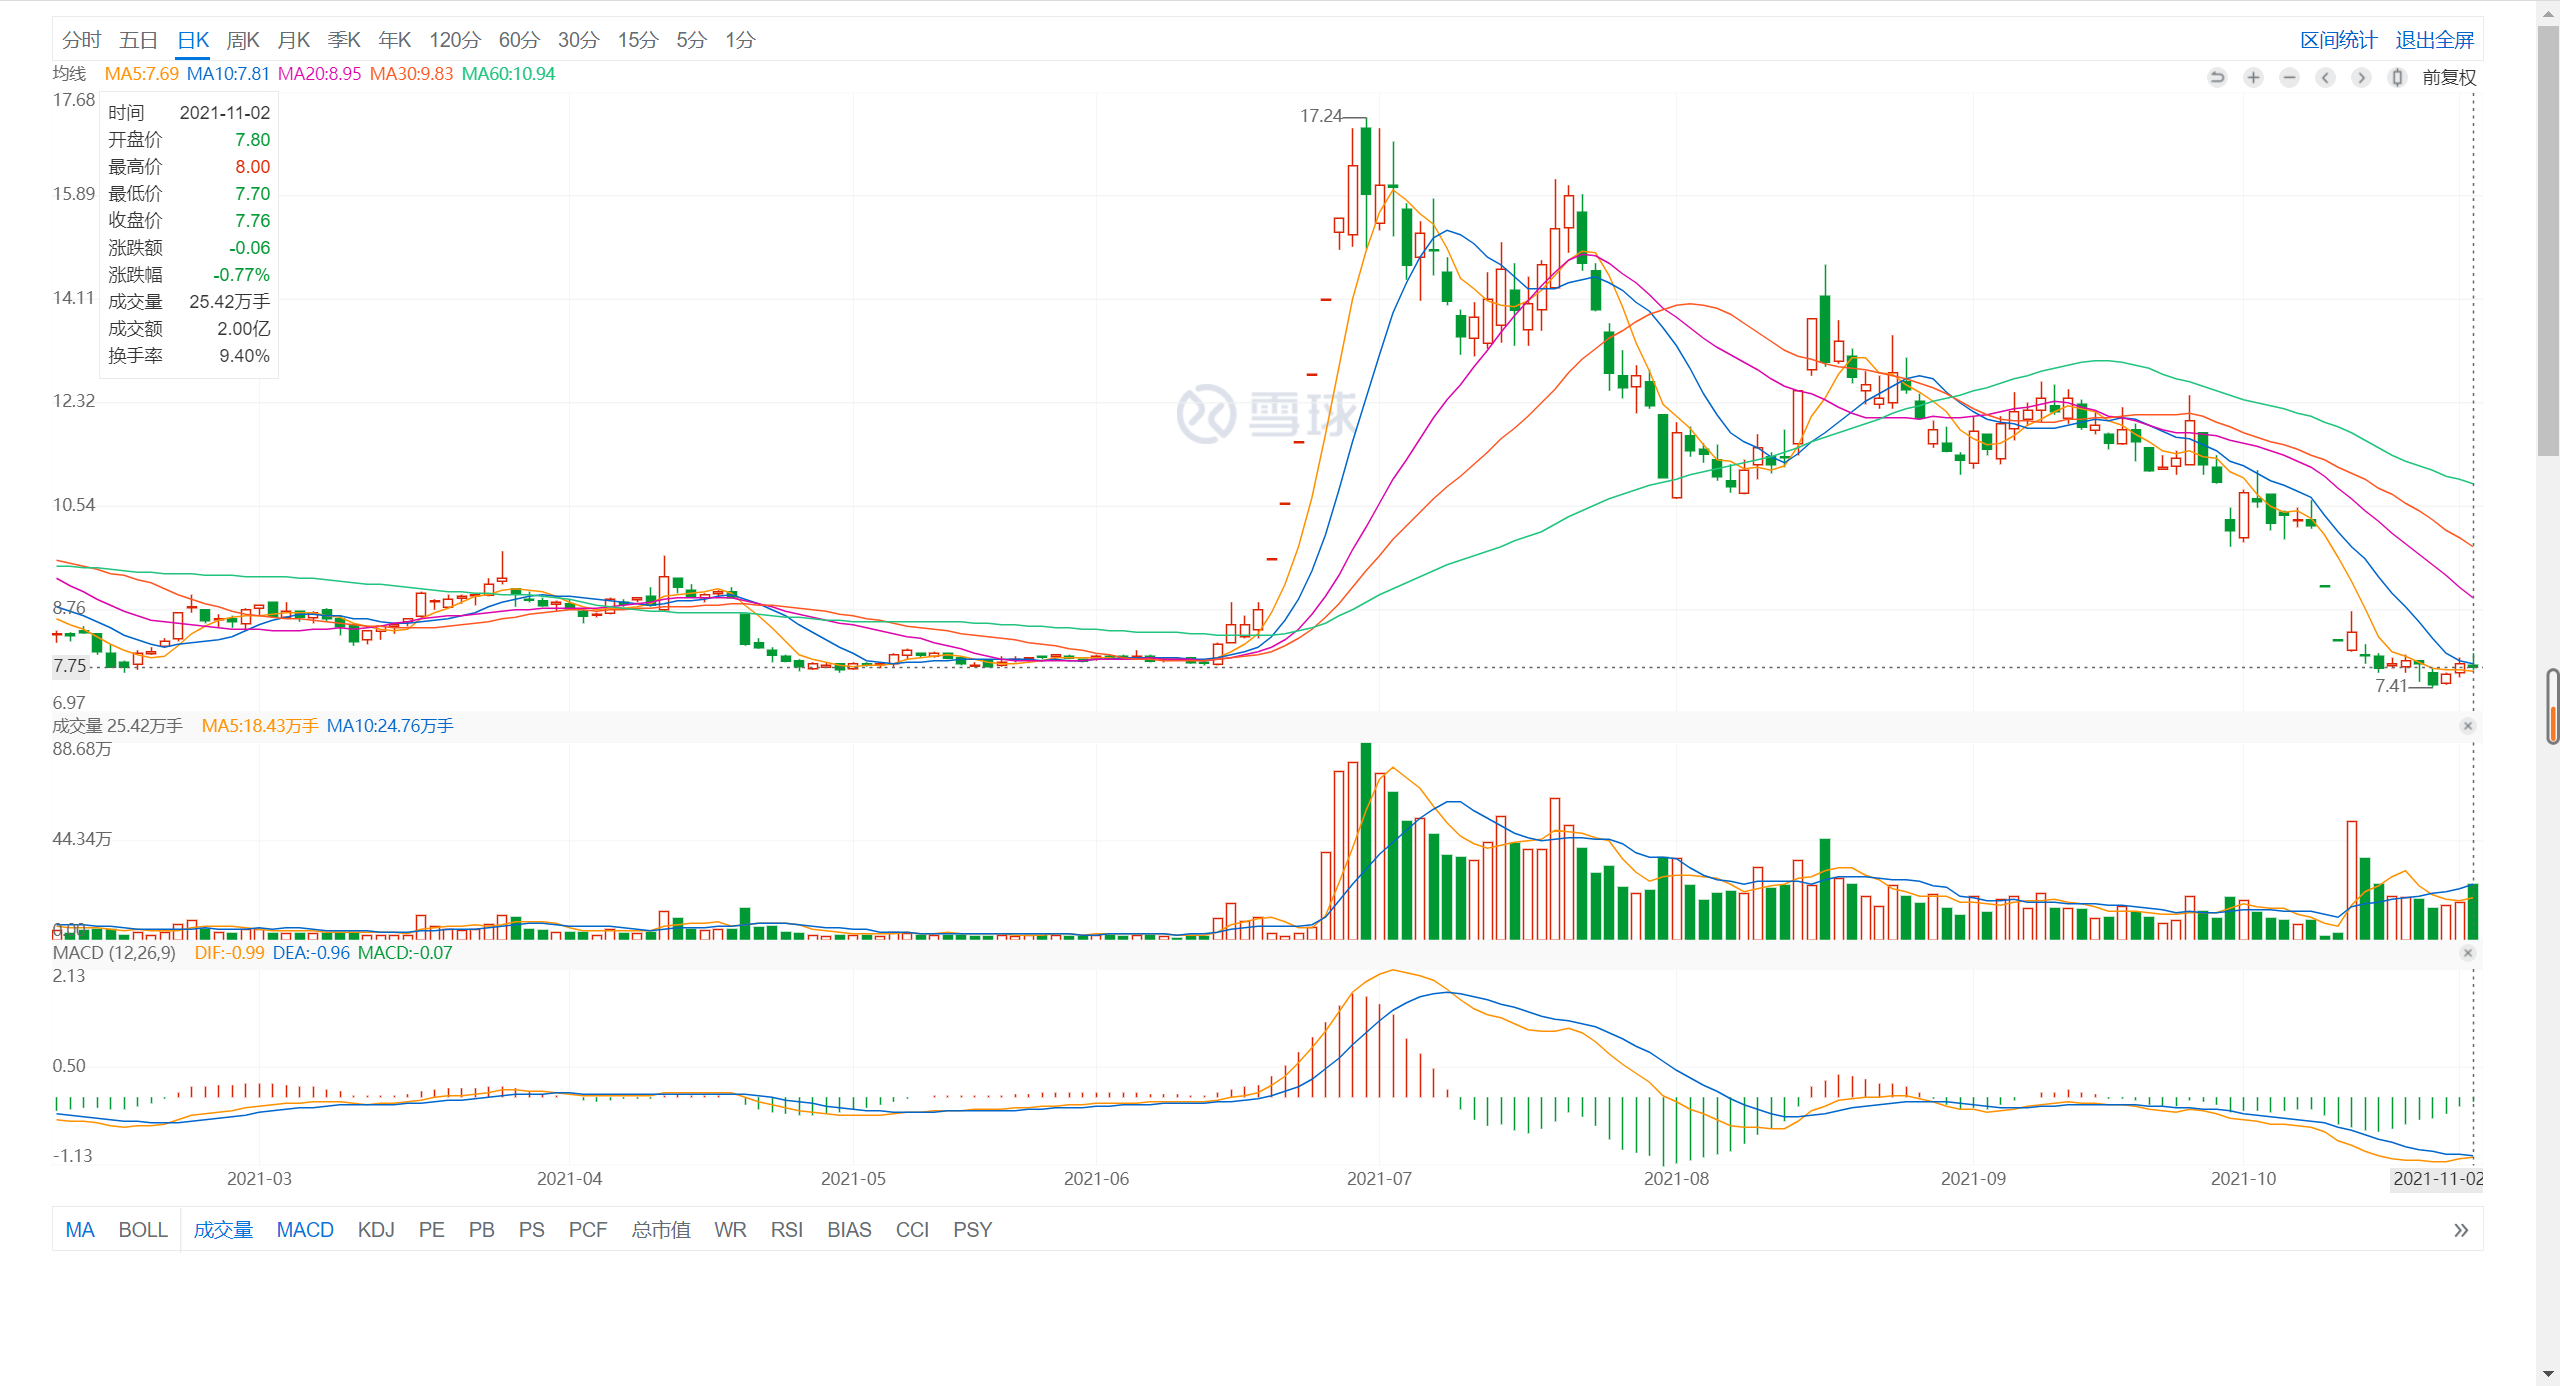 分时 五日 日K 周K 月K 季K 年K 120分 60分 30分 15分 5分 1分 区间统计 退出全屏
均线 MA5:7.69 MA10:7.81 MA20:8.95 MA30:9.83 MA60:10.94 前复权
17.68
时间 2021-11-02
开盘价 7.80
最高价 8.00
最低价 7.70
收盘价 7.76
涨跌额 -0.06
涨跌幅 -0.77%
成交量 25.42万手
成交额 2.00亿
换手率 9.40%
17.24
15.89
14.11
12.32
雪球
10.54
8.76
7.75
7.41
6.97
成交量 25.42万手 MA5:18.43万手 MA10:24.76万手
88.68万
44.34万
0.00
MACD (12,26,9) DIF:-0.99 DEA:-0.96 MACD:-0.07
2.13
0.50
-1.13
2021-03 2021-04 2021-05 2021-06 2021-07 2021-08 2021-09 2021-10 2021-11-02
MA BOLL 成交量 MACD KDJ PE PB PS PCF 总市值 WR RSI BIAS CCI PSY »